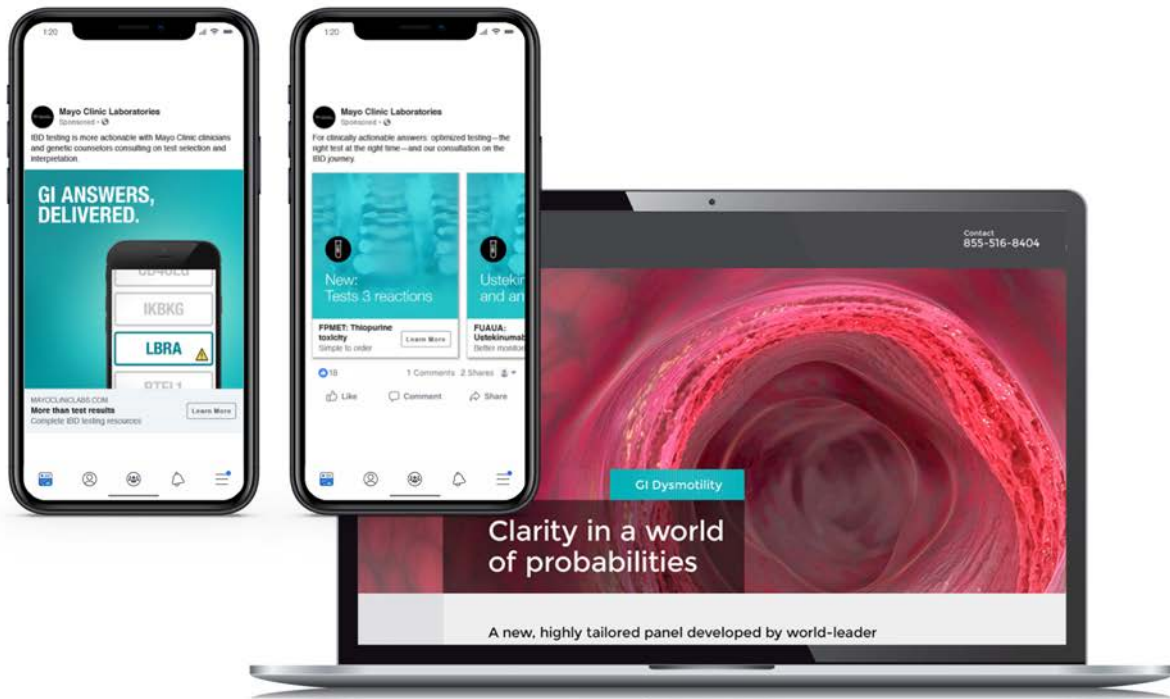 1:20
Mayo Clinic Laboratories
Sponsored •
IBD testing is more actionable with Mayo Clinic clinicians
and genetic counselors consulting on test selection and
interpretation.
GI ANSWERS,
DELIVERED.
IKBKG
LBRA
MAYOCLINICLABS.COM
More than test results
Complete IBD testing resources
Learn More
1:20
Mayo Clinic Laboratories
Sponsored •
For clinically actionable answers: optimized testing—the
right test at the right time—and our consultation on the
IBD journey.
New:
Tests 3 reactions
FPMET: Thiopurine
toxicity
Simple to order
Learn More
Ustekin
and an
FUAUA:
Ustekinumab
Better monitor
18
1 Comments 2 Shares
Like
Comment
Share
Contact
855-516-8404
GI Dysmotility
Clarity in a world
of probabilities
A new, highly tailored panel developed by world-leader